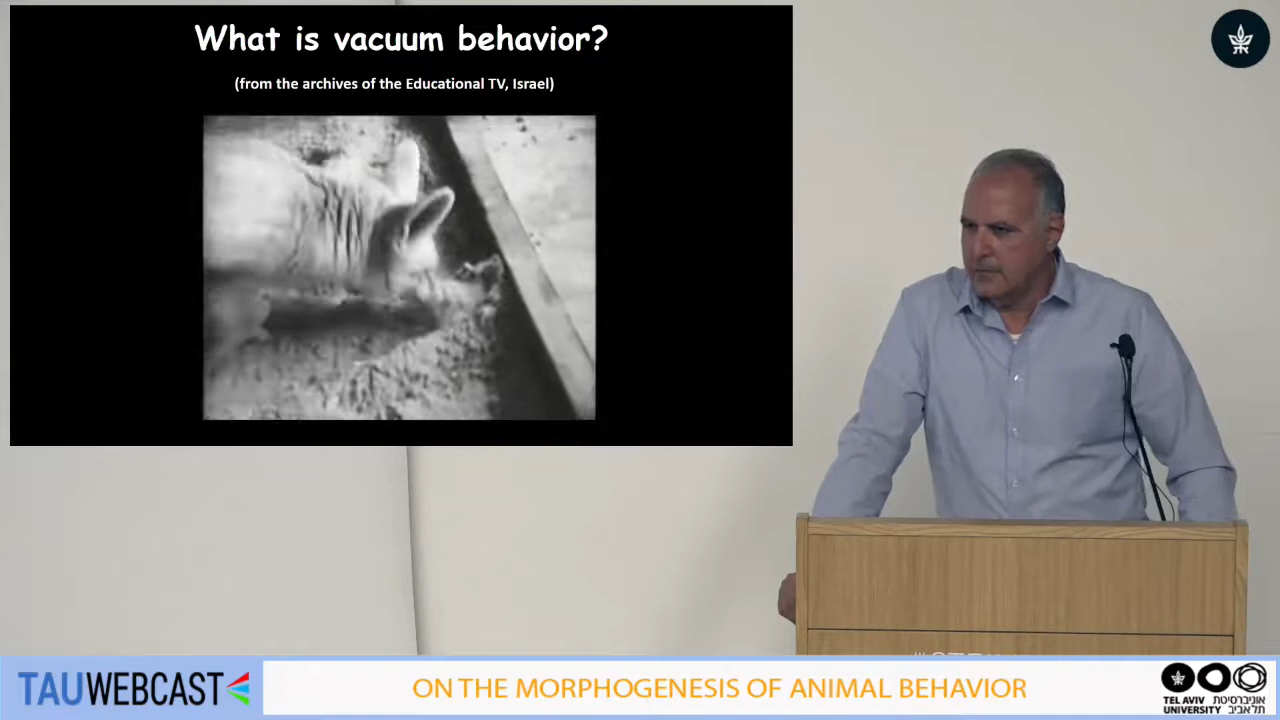 What is vacuum behavior?
(from the archives of the Educational TV, Israel)
TAUWEBCAST
ON THE MORPHOGENESIS OF ANIMAL BEHAVIOR
TEL AVIV אוניברסיטת
UNIVERSITY תל אביב